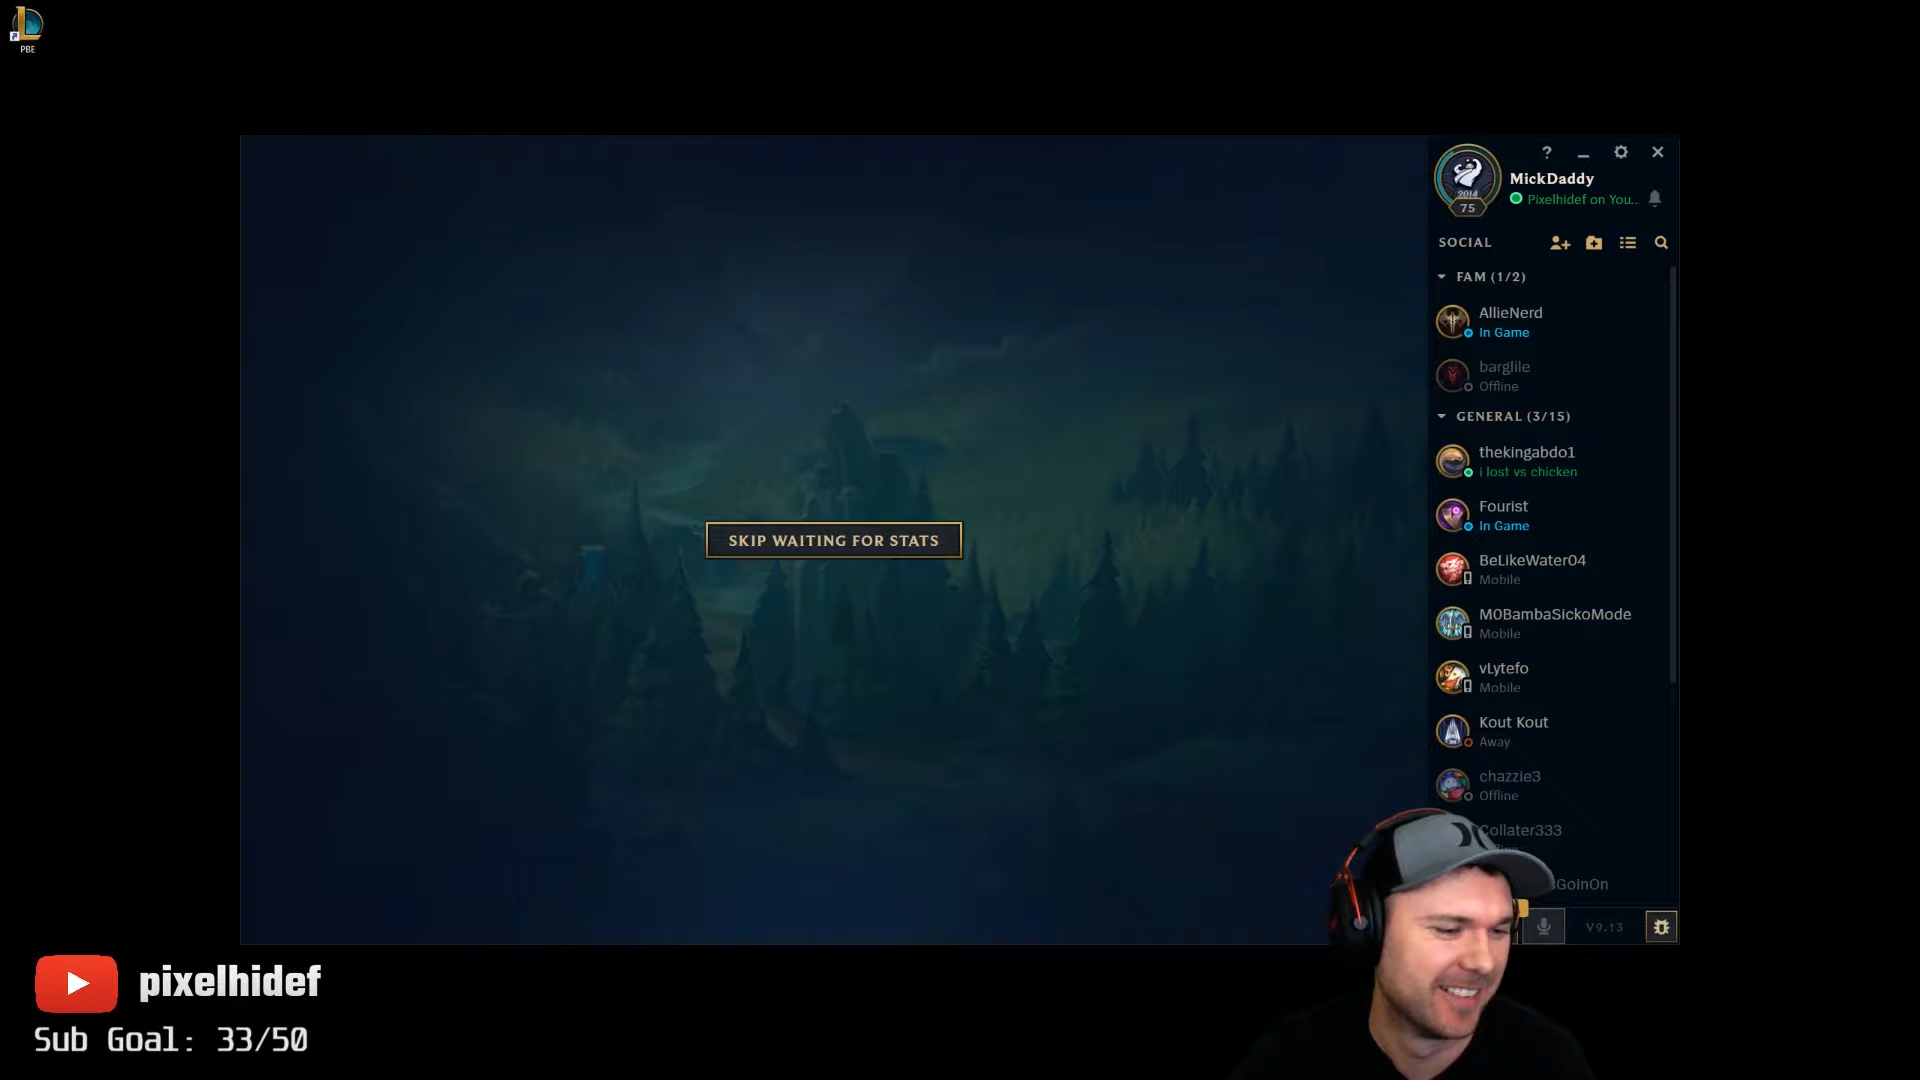 PBE
2014
75
MickDaddy
Pixelhidef on You...
SOCIAL
FAM (1/2)
AllieNerd
In Game
barglile
Offline
GENERAL (3/15)
thekingabdo1
i lost vs chicken
Fourist
In Game
BeLikeWater04
Mobile
M0BambaSickoMode
Mobile
vLytefo
Mobile
Kout Kout
Away
chazzie3
Offline
Collater333
GoinOn
SKIP WAITING FOR STATS
V9.13
pixelhidef
Sub Goal: 33/50